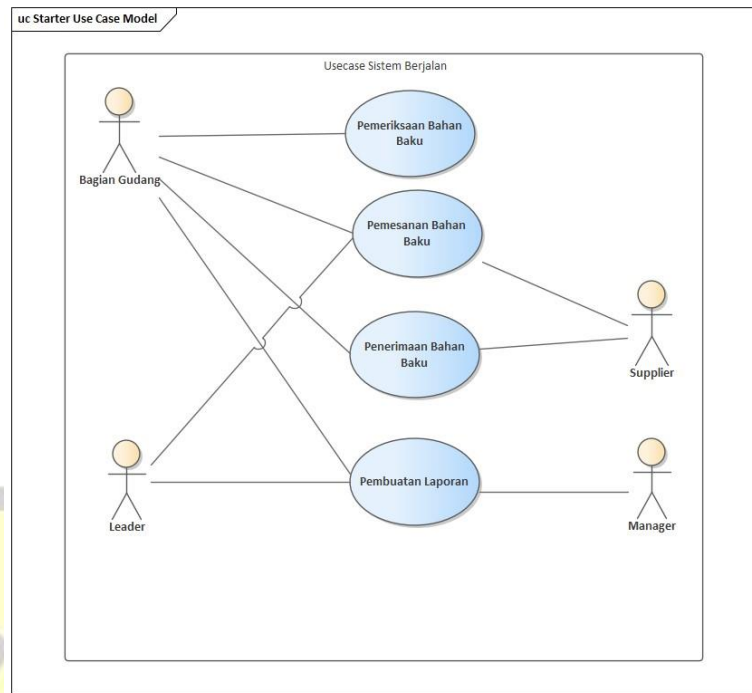 uc Starter Use Case Model
Usecase Sistem Berjalan
Bagian Gudang
Pemeriksaan Bahan
Baku
Pemesanan Bahan
Baku
Penerimaan Bahan
Baku
Supplier
Leader
Pembuatan Laporan
Manager